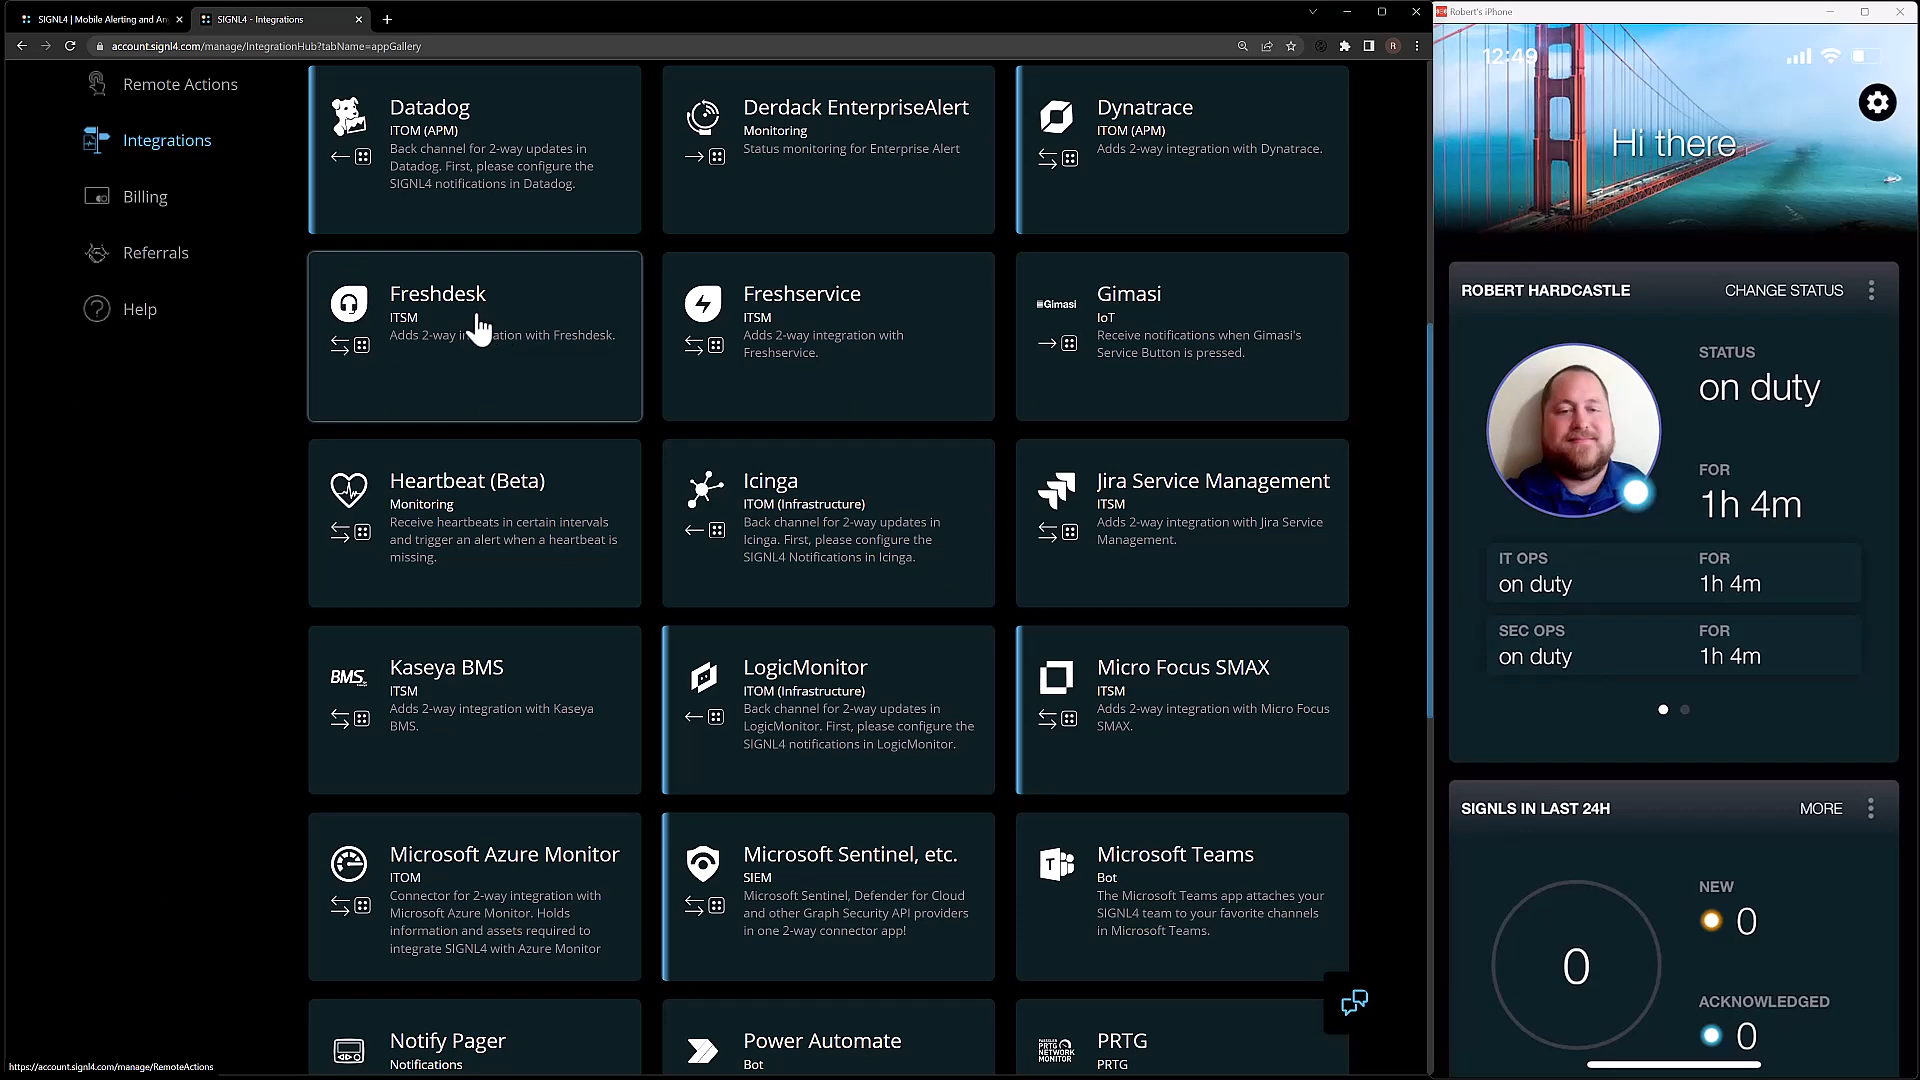 SIGNL4 | Mobile Alerting and An
SIGNL4 - Integrations
account.signl4.com/manage/IntegrationHub?tabName=appGallery
R
Remote Actions
Integrations
Billing
Referrals
Help
Datadog
ITOM (APM)
Back channel for 2-way updates in
Datadog. First, please configure the
SIGNL4 notifications in Datadog.
Derdack EnterpriseAlert
Monitoring
Status monitoring for Enterprise Alert
Dynatrace
ITOM (APM)
Adds 2-way integration with Dynatrace.
Freshdesk
ITSM
Adds 2-way in ation with Freshdesk.
Freshservice
ITSM
Adds 2-way integration with
Freshservice.
Gimasi
Gimasi
IoT
Receive notifications when Gimasi's
Service Button is pressed.
Heartbeat (Beta)
Monitoring
Receive heartbeats in certain intervals
and trigger an alert when a heartbeat is
missing.
Icinga
ITOM (Infrastructure)
Back channel for 2-way updates in
Icinga. First, please configure the
SIGNL4 Notifications in Icinga.
Jira Service Management
ITSM
Adds 2-way integration with Jira Service
Management.
BMS
Kaseya BMS
ITSM
Adds 2-way integration with Kaseya
BMS.
LogicMonitor
ITOM (Infrastructure)
Back channel for 2-way updates in
LogicMonitor. First, please configure the
SIGNL4 notifications in LogicMonitor.
Micro Focus SMAX
ITSM
Adds 2-way integration with Micro Focus
SMAX.
Microsoft Azure Monitor
ITOM
Connector for 2-way integration with
Microsoft Azure Monitor. Holds
information and assets required to
integrate SIGNL4 with Azure Monitor
Microsoft Sentinel, etc.
SIEM
Microsoft Sentinel, Defender for Cloud
and other Graph Security API providers
in one 2-way connector app!
T
Microsoft Teams
Bot
The Microsoft Teams app attaches your
SIGNL4 team to your favorite channels
in Microsoft Teams.
Notify Pager
Notifications
Power Automate
Bot
PAESSLER
PRTG
NETWORK
MONITOR
PRTG
PRTG
https://account.signl4.com/manage/RemoteActions
Robert's iPhone
12:49
Hi there
ROBERT HARDCASTLE
CHANGE STATUS
STATUS
on duty
FOR
1h 4m
IT OPS
FOR
on duty
1h 4m
SEC OPS
FOR
on duty
1h 4m
SIGNLS IN LAST 24H
MORE
0
NEW
0
ACKNOWLEDGED
0